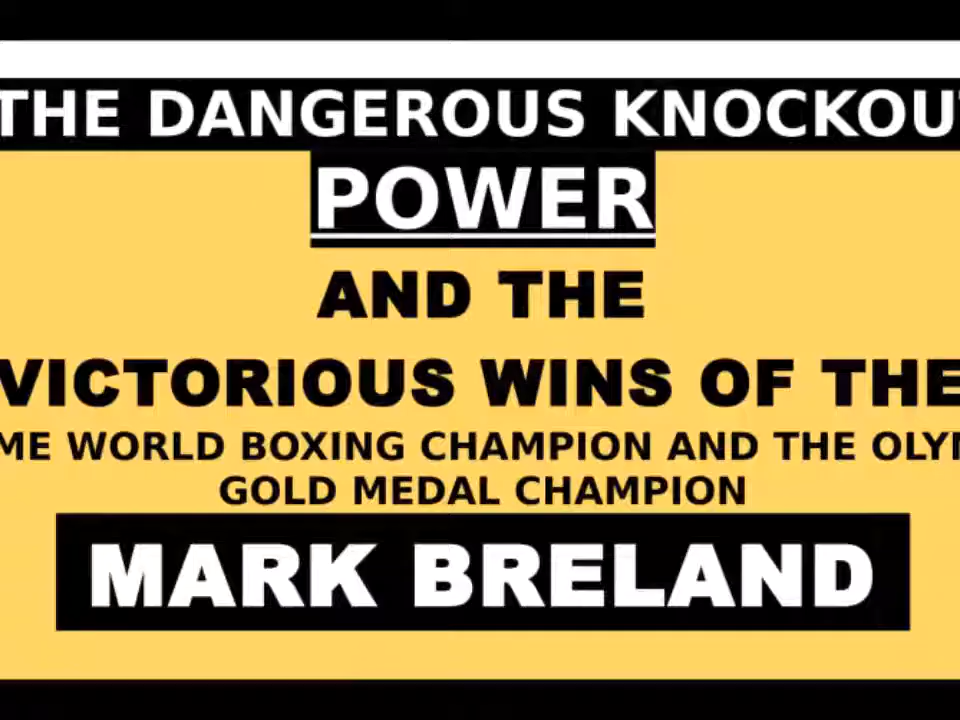 THE DANGEROUS KNOCKOU
POWER
AND THE
VICTORIOUS WINS OF THE
ME WORLD BOXING CHAMPION AND THE OLY
GOLD MEDAL CHAMPION
MARK BRELAND